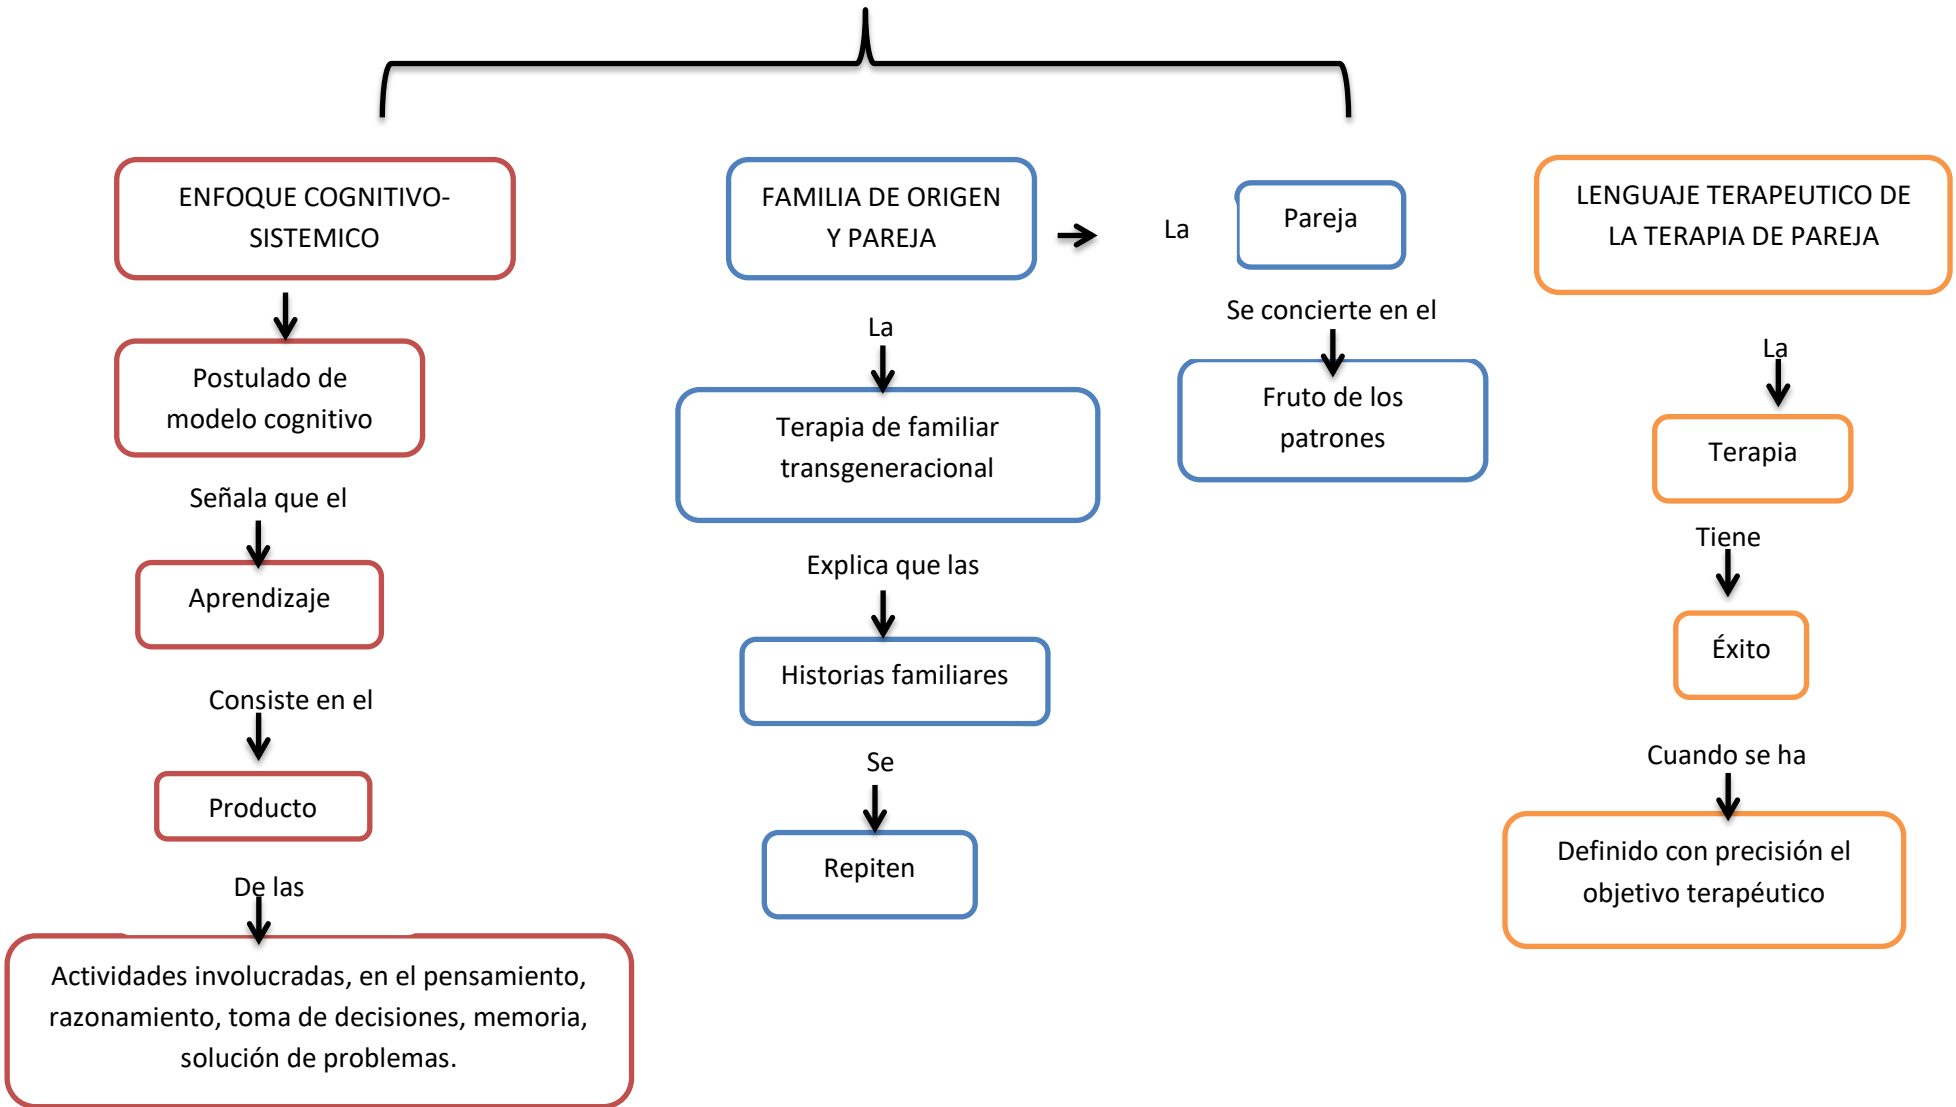 ENFOQUE COGNITIVO-
SISTEMICO
Postulado de
modelo cognitivo
Señala que el
Aprendizaje
Consiste en el
Producto
De las
Actividades involucradas, en el pensamiento,
razonamiento, toma de decisiones, memoria,
solución de problemas.
FAMILIA DE ORIGEN
Y PAREJA
La
Terapia de familiar
transgeneracional
Explica que las
Historias familiares
Se
Repiten
La
Pareja
Se concierte en el
Fruto de los
patrones
LENGUAJE TERAPEUTICO DE
LA TERAPIA DE PAREJA
La
Terapia
Tiene
Éxito
Cuando se ha
Definido con precisión el
objetivo terapéutico